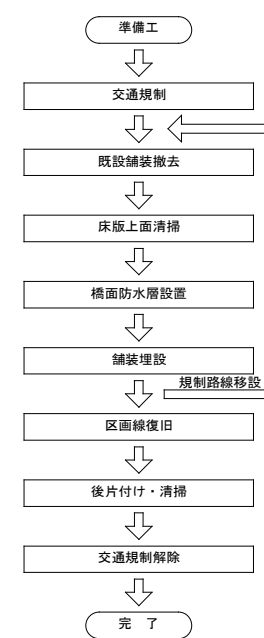 準備工
交通規制
既設舗装撤去
床版上面清掃
橋面防水層設置
舗装埋設
規制路線移設
区画線復旧
後片付け・清掃
交通規制解除
完 了